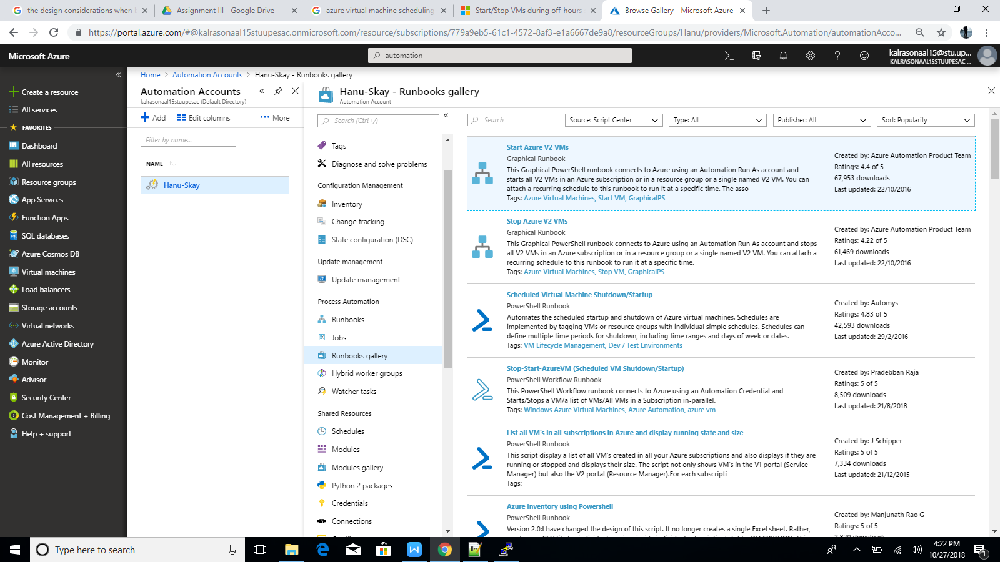 the design considerations when
Assignment III - Google Drive
azure virtual machine scheduling
Start/Stop VMs during off-hours
Browse Gallery - Microsoft Azure
https://portal.azure.com/#@kalrasonaal15stuupesac.onmicrosoft.com/resource/subscriptions/779a9eb5-61c1-4572-8af3-e1a6667de9a8/resourceGroups/Hanu/providers/Microsoft.Automation/automationAcco...
Microsoft Azure
automation
kalrasonaal15@stu.up...
KALRASONAAL15STUUPESAC ...
Create a resource
All services
FAVORITES
Dashboard
All resources
Resource groups
App Services
Function Apps
SQL databases
Azure Cosmos DB
Virtual machines
Load balancers
Storage accounts
Virtual networks
Azure Active Directory
Monitor
Advisor
Security Center
Cost Management + Billing
Help + support
Home > Automation Accounts > Hanu-Skay - Runbooks gallery
Automation Accounts
kalrasonaal15stuupesac (Default Directory)
Add
Edit columns
More
Filter by name...
NAME
Hanu-Skay
Hanu-Skay - Runbooks gallery
Automation Account
Search (Ctrl+/)
Tags
Diagnose and solve problems
Configuration Management
Inventory
Change tracking
State configuration (DSC)
Update management
Update management
Process Automation
Runbooks
Jobs
Runbooks gallery
Hybrid worker groups
Watcher tasks
Shared Resources
Schedules
Modules
Modules gallery
Python 2 packages
Credentials
Connections
Search
Source: Script Center
Type: All
Publisher: All
Sort: Popularity
Start Azure V2 VMs
Graphical Runbook
This Graphical PowerShell runbook connects to Azure using an Automation Run As account and
starts all V2 VMs in an Azure subscription or in a resource group or a single named V2 VM. You can
attach a recurring schedule to this runbook to run it at a specific time. The asso
Tags: Azure Virtual Machines, Start VM, GraphicalPS
Created by: Azure Automation Product Team
Ratings: 4.4 of 5
67,953 downloads
Last updated: 22/10/2016
Stop Azure V2 VMs
Graphical Runbook
This Graphical PowerShell runbook connects to Azure using an Automation Run As account and stops
all V2 VMs in an Azure subscription or in a resource group or a single named V2 VM. You can attach a
recurring schedule to this runbook to run it at a specific time.
Tags: Azure Virtual Machines, Stop VM, GraphicalPS
Created by: Azure Automation Product Team
Ratings: 4.22 of 5
61,469 downloads
Last updated: 22/10/2016
Scheduled Virtual Machine Shutdown/Startup
PowerShell Runbook
Automates the scheduled startup and shutdown of Azure virtual machines. Schedules are
implemented by tagging VMs or resource groups with individual simple schedules. Schedules can
define multiple time periods for shutdown, including time ranges and days of week or dates.
Tags: VM Lifecycle Management, Dev / Test Environments
Created by: Automys
Ratings: 4.83 of 5
42,593 downloads
Last updated: 29/2/2016
Stop-Start-AzureVM (Scheduled VM Shutdown/Startup)
PowerShell Workflow Runbook
This PowerShell Workflow runbook connects to Azure using an Automation Credential and
Starts/Stops a VM/a list of VMs/All VMs in a Subscription in-parallel.
Tags: Windows Azure Virtual Machines, Azure Automation, azure vm
Created by: Pradebban Raja
Ratings: 5 of 5
8,509 downloads
Last updated: 21/8/2018
List all VM's in all subscriptions in Azure and display running state and size
PowerShell Runbook
This script display a list of all VM's created in all your Azure subscriptions and also displays if they are
running or stopped and displays their size. The script not only shows VM's in the V1 portal (Service
Manager) but also the V2 portal (Resource Manager).For each subscripti
Tags:
Created by: J Schipper
Ratings: 5 of 5
7,334 downloads
Last updated: 21/12/2015
Azure Inventory using Powershell
PowerShell Runbook
Version 2.0:I have changed the design of this script. It no longer creates a single Excel sheet. Rather,
Created by: Manjunath Rao G
Ratings: 5 of 5
Type here to search
4:22 PM
10/27/2018
1